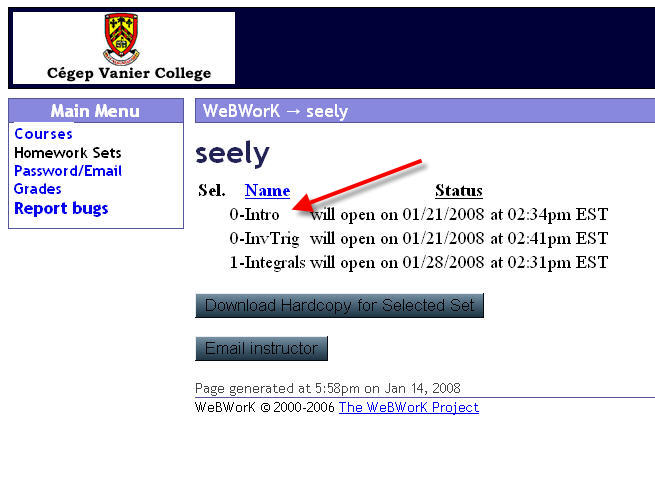 Cégep Vanier College
Main Menu
Courses
Homework Sets
Password/Email
Grades
Report bugs
WeBWorK → seely
seely
Sel. Name Status
0-Intro will open on 01/21/2008 at 02:34pm EST
0-InvTrig will open on 01/21/2008 at 02:41pm EST
1-Integrals will open on 01/28/2008 at 02:31pm EST
Download Hardcopy for Selected Set
Email instructor
Page generated at 5:58pm on Jan 14, 2008
WeBWorK © 2000-2006 The WeBWorK Project